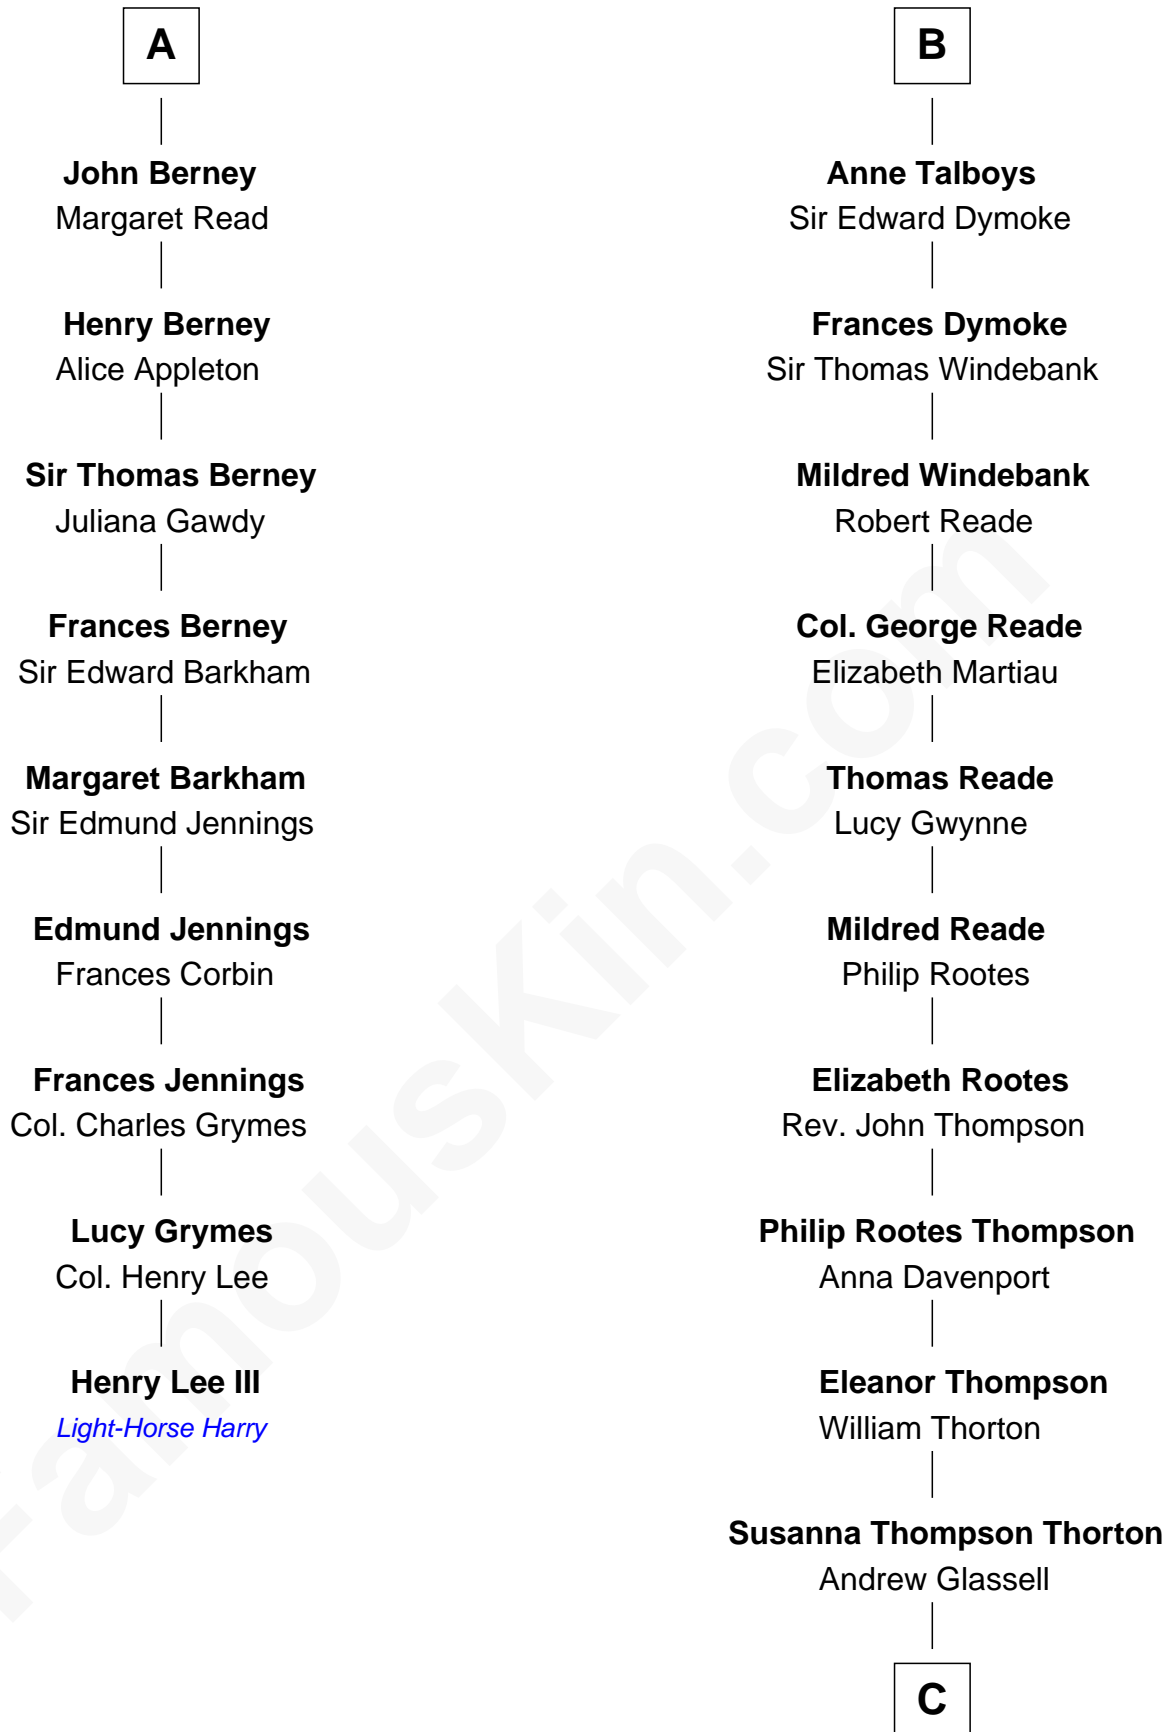 A
John Berney
Margaret Read
Henry Berney
Alice Appleton
Sir Thomas Berney
Juliana Gawdy
Frances Berney
Sir Edward Barkham
Margaret Barkham
Sir Edmund Jennings
Edmund Jennings
Frances Corbin
Frances Jennings
Col. Charles Grymes
Lucy Grymes
Col. Henry Lee
Henry Lee III
Light-Horse Harry
B
Anne Talboys
Sir Edward Dymoke
Frances Dymoke
Sir Thomas Windebank
Mildred Windebank
Robert Reade
Col. George Reade
Elizabeth Martiau
Thomas Reade
Lucy Gwynne
Mildred Reade
Philip Rootes
Elizabeth Rootes
Rev. John Thompson
Philip Rootes Thompson
Anna Davenport
Eleanor Thompson
William Thorton
Susanna Thompson Thorton
Andrew Glassell
C
FamousKin.com